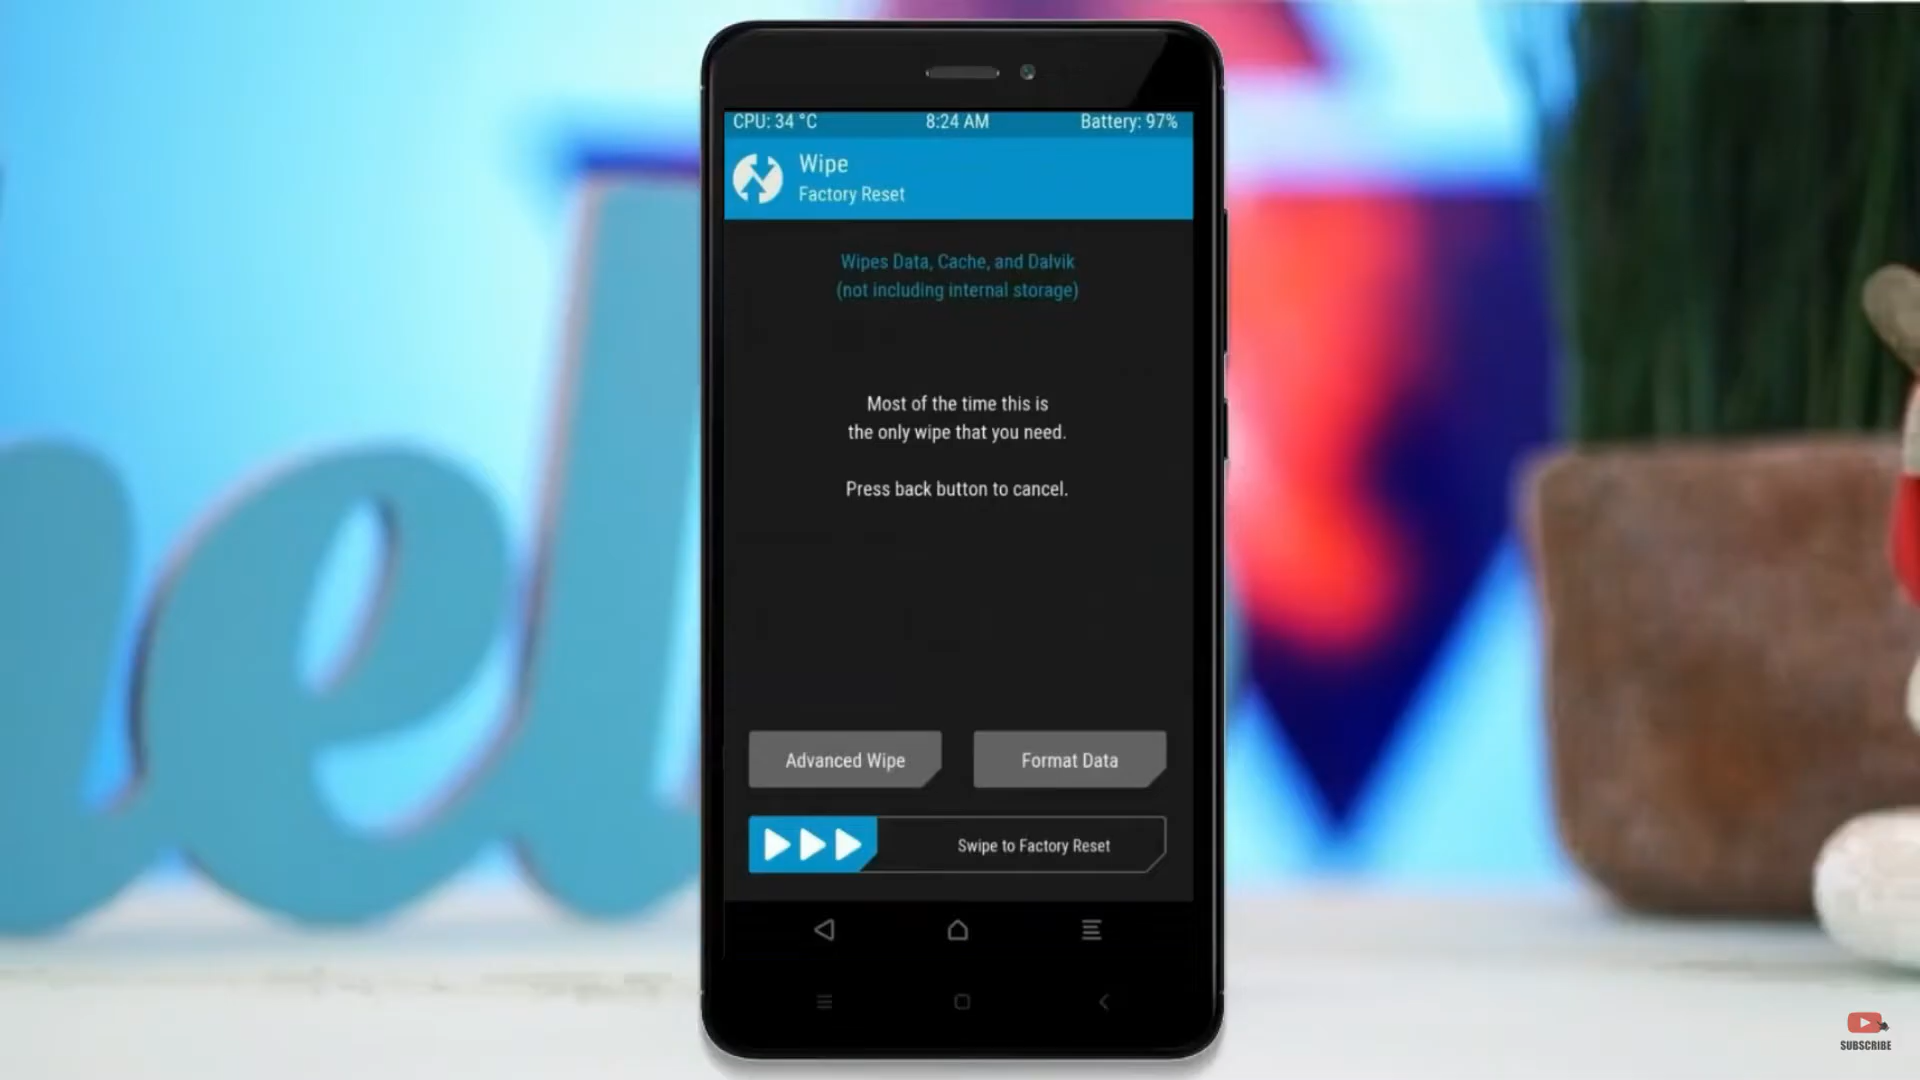 CPU: 34 °C 8:24 AM Battery: 97%
Wipe
Factory Reset
Wipes Data, Cache, and Dalvik
(not including internal storage)
Most of the time this is
the only wipe that you need.
Press back button to cancel.
Advanced Wipe Format Data
Swipe to Factory Reset
SUBSCRIBE